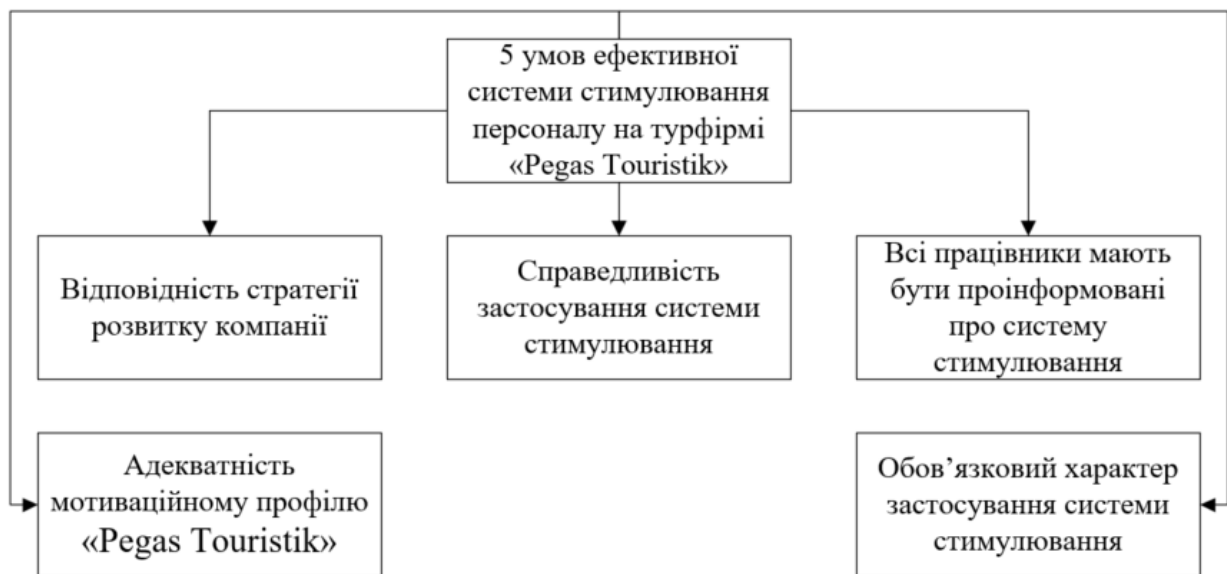 5 умов ефективної
системи стимулювання
персоналу на турфірмі
«Pegas Touristik»
Відповідність стратегії
розвитку компанії
Справедливість
застосування системи
стимулювання
Всі працівники мають
бути проінформовані
про систему
стимулювання
Адекватність
мотиваційному профілю
«Pegas Touristik»
Обов’язковий характер
застосування системи
стимулювання